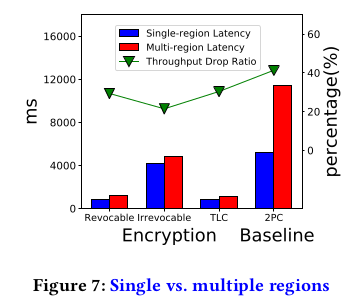 Single-region Latency
Multi-region Latency
Throughput Drop Ratio
ms
16000
12000
8000
4000
0
percentage(%)
60
40
20
0
Revocable Irrevocable TLC 2PC
Encryption Baseline
Figure 7: Single vs. multiple regions